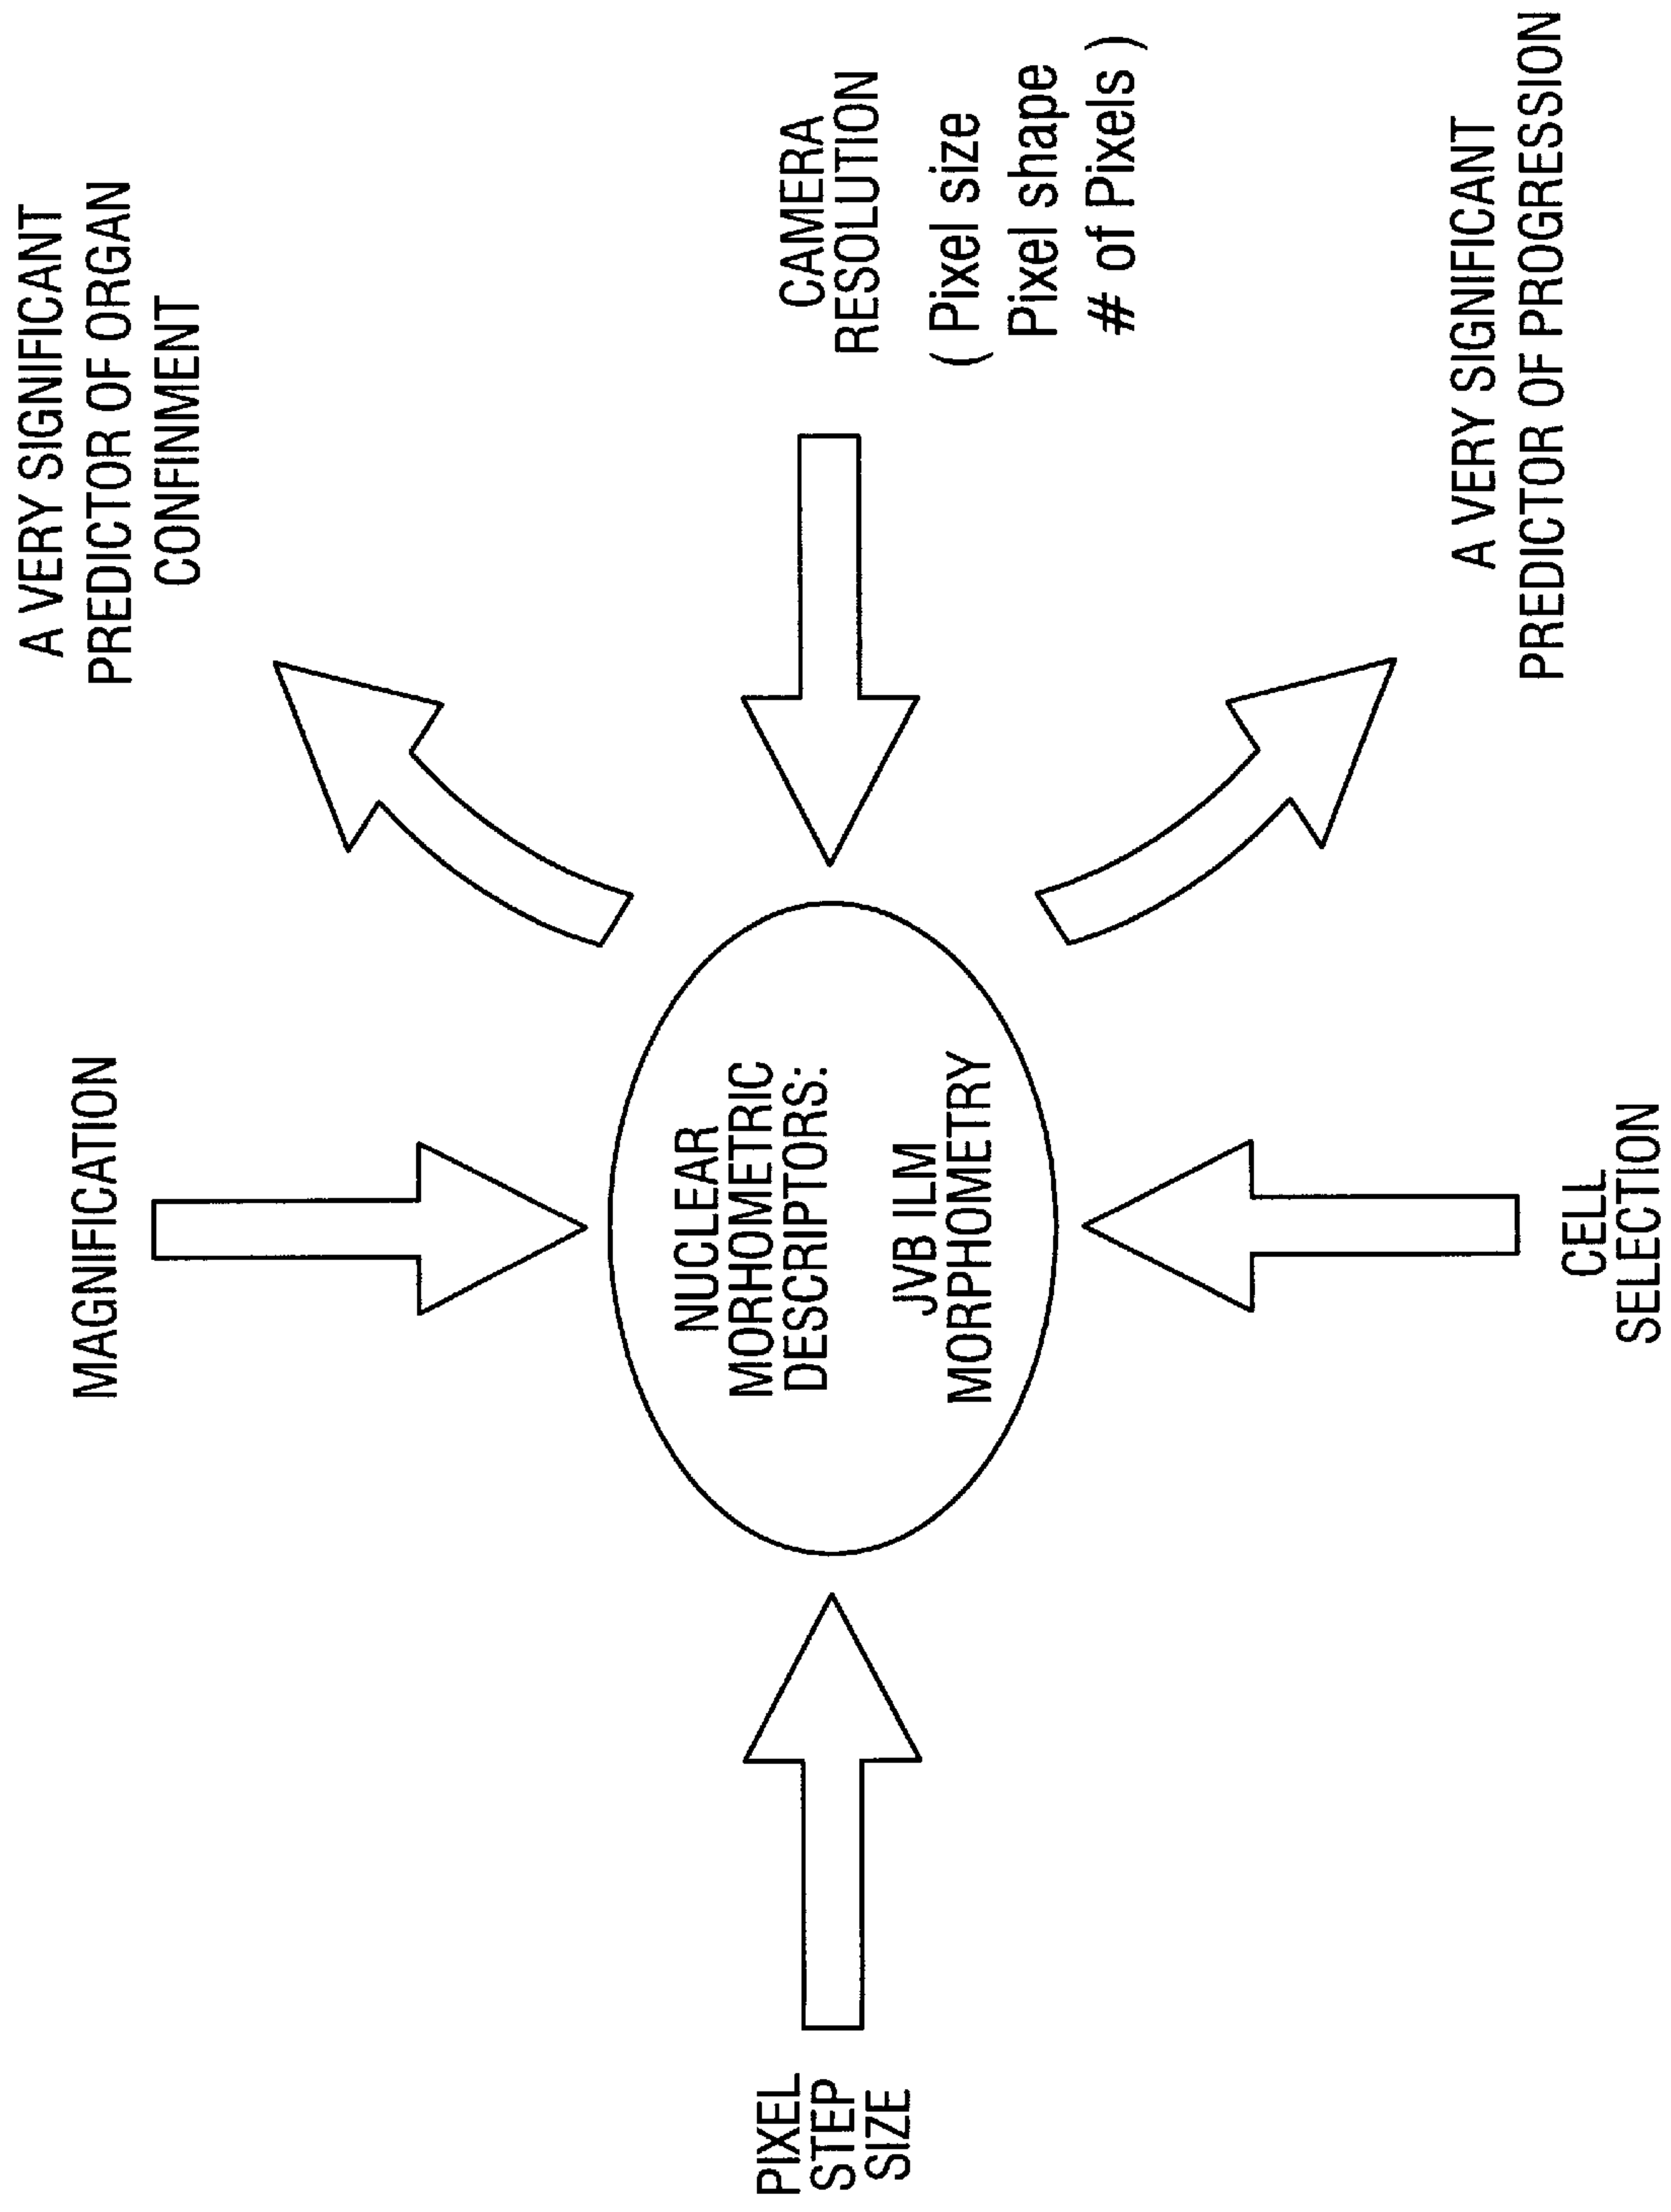 MAGNIFICATION
A VERY SIGNIFICANT
PREDICTOR OF ORGAN
CONFINMENT
PIXEL
STEP
SIZE
NUCLEAR
MORHOMETRIC
DESCRIPTORS:
JVB ILM
MORPHOMETRY
CAMERA
RESOLUTION
( Pixel size
Pixel shape
# of Pixels )
CELL
SELECTION
A VERY SIGNIFICANT
PREDICTOR OF PROGRESSION